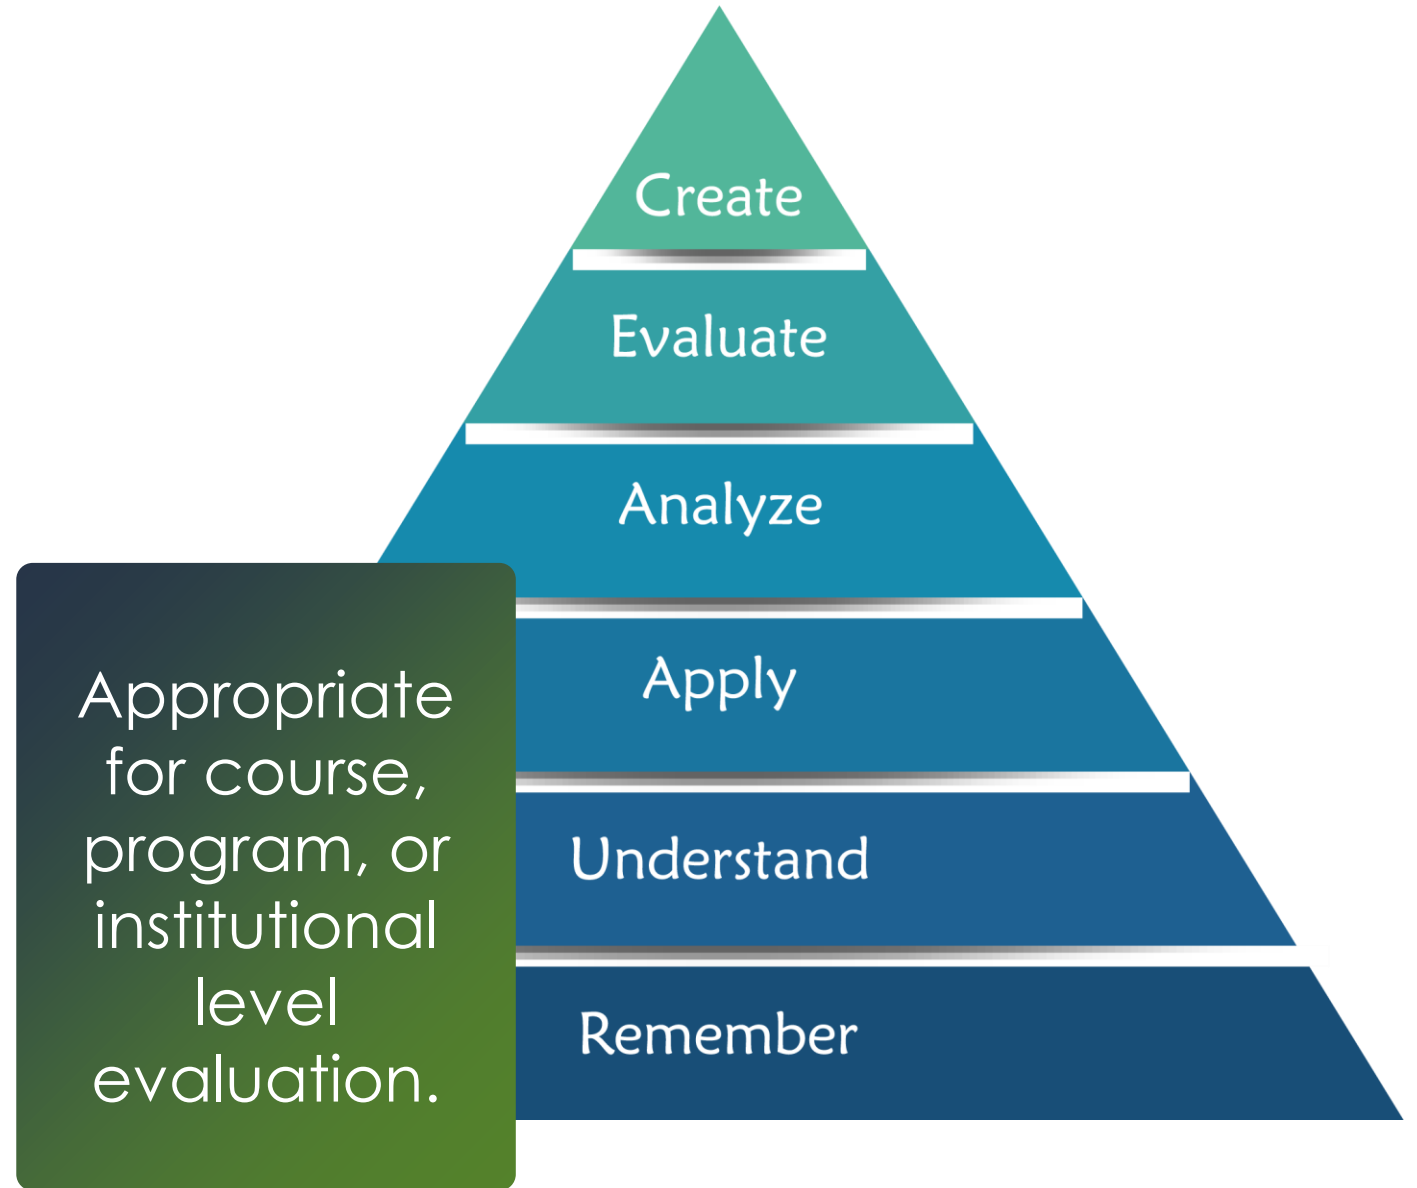 Create
Evaluate
Analyze
Apply
Understand
Remember
Appropriate
for course,
program, or
institutional
level
evaluation.